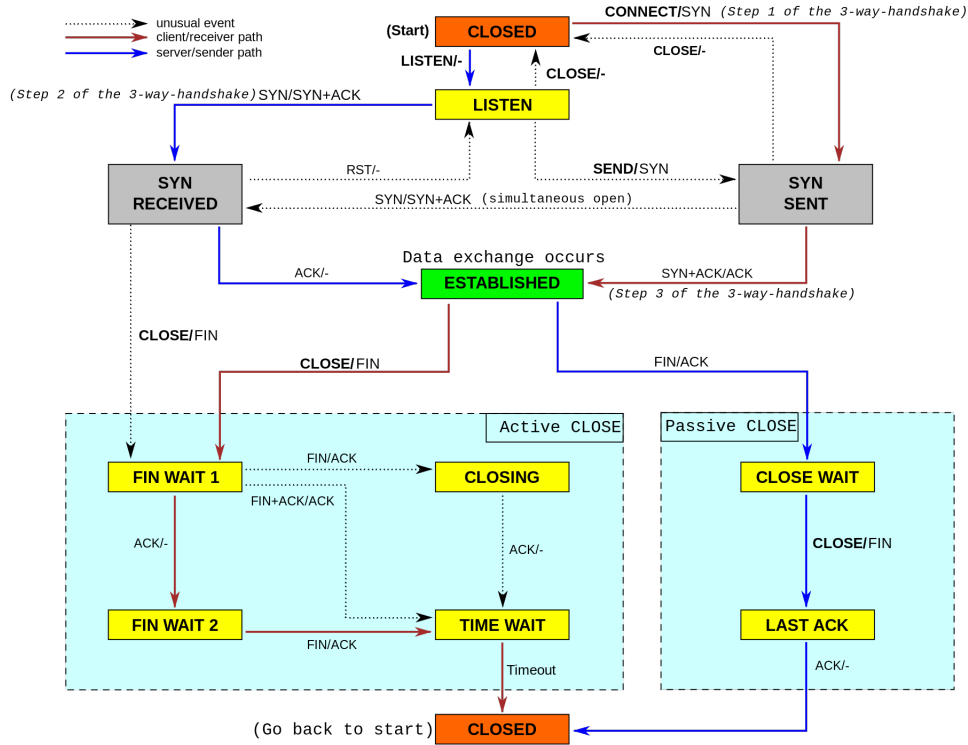 unusual event
client/receiver path
server/sender path
(Start)
CLOSED
CONNECT/SYN (Step 1 of the 3-way-handshake)
CLOSE/-
LISTEN/-
CLOSE/-
(Step 2 of the 3-way-handshake) SYN/SYN+ACK
LISTEN
RST/-
SEND/SYN
SYN
RECEIVED
SYN
SENT
SYN/SYN+ACK (simultaneous open)
Data exchange occurs
ACK/-
ESTABLISHED
SYN+ACK/ACK
(Step 3 of the 3-way-handshake)
CLOSE/FIN
CLOSE/FIN
FIN/ACK
Active CLOSE
Passive CLOSE
FIN WAIT 1
FIN/ACK
CLOSING
CLOSE WAIT
FIN+ACK/ACK
ACK/-
ACK/-
CLOSE/FIN
FIN WAIT 2
TIME WAIT
LAST ACK
FIN/ACK
Timeout
ACK/-
(Go back to start)
CLOSED